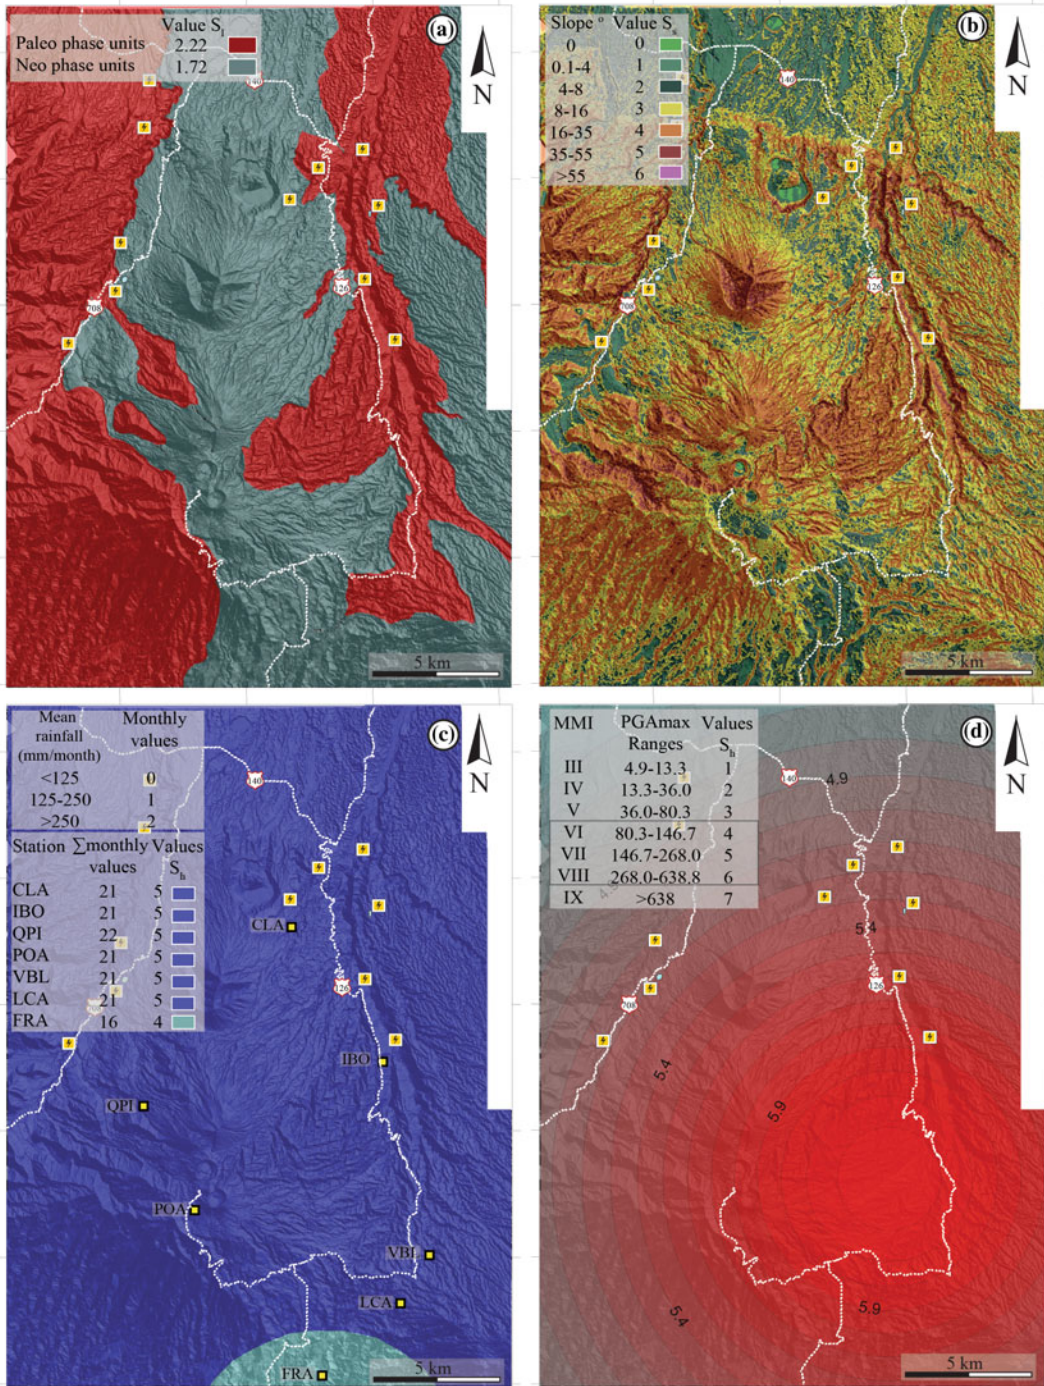 Value S_l
Paleo phase units 2.22
Neo phase units 1.72
(a)
N
140
126
708
5 km
Slope ° Value S_s
0 0
0.1-4 1
4-8 2
8-16 3
16-35 4
35-55 5
>55 6
(b)
N
140
126
708
5 km
Mean rainfall (mm/month) Monthly values
<125 0
125-250 1
>250 2
Station ∑monthly values Values S_h
CLA 21 5
IBO 21 5
QPI 22 5
POA 21 5
VBL 21 5
LCA 21 5
FRA 16 4
(c)
N
140
CLA
126
IBO
QPI
POA
VBL
LCA
FRA
5 km
MMI PGAmax Ranges Values S_h
III 4.9-13.3 1
IV 13.3-36.0 2
V 36.0-80.3 3
VI 80.3-146.7 4
VII 146.7-268.0 5
VIII 268.0-638.8 6
IX >638 7
(d)
N
140
4.9
4.9
5.4
126
708
5.4
5.9
5.4
5.9
5 km